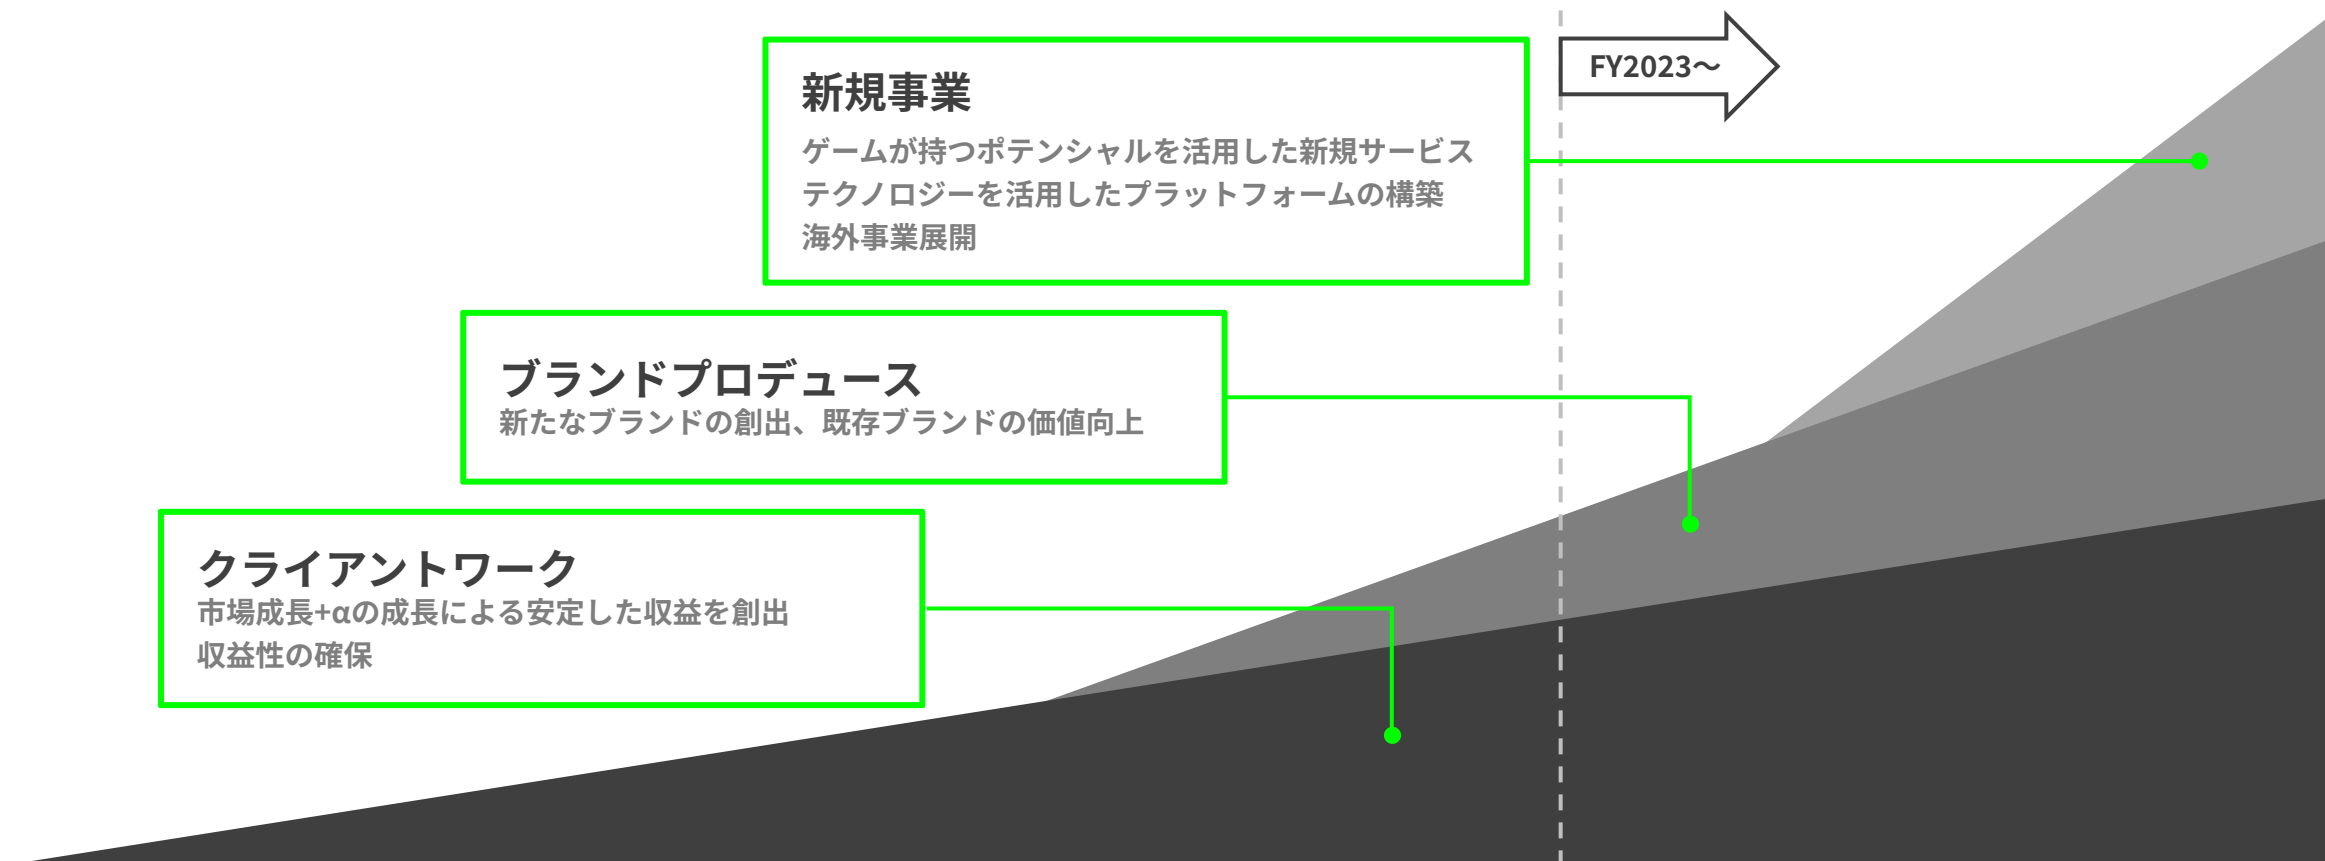 FY2023～
新規事業
ゲームが持つポテンシャルを活用した新規サービス
テクノロジーを活用したプラットフォームの構築
海外事業展開
ブランドプロデュース
新たなブランドの創出、既存ブランドの価値向上
クライアントワーク
市場成長+αの成長による安定した収益を創出
収益性の確保